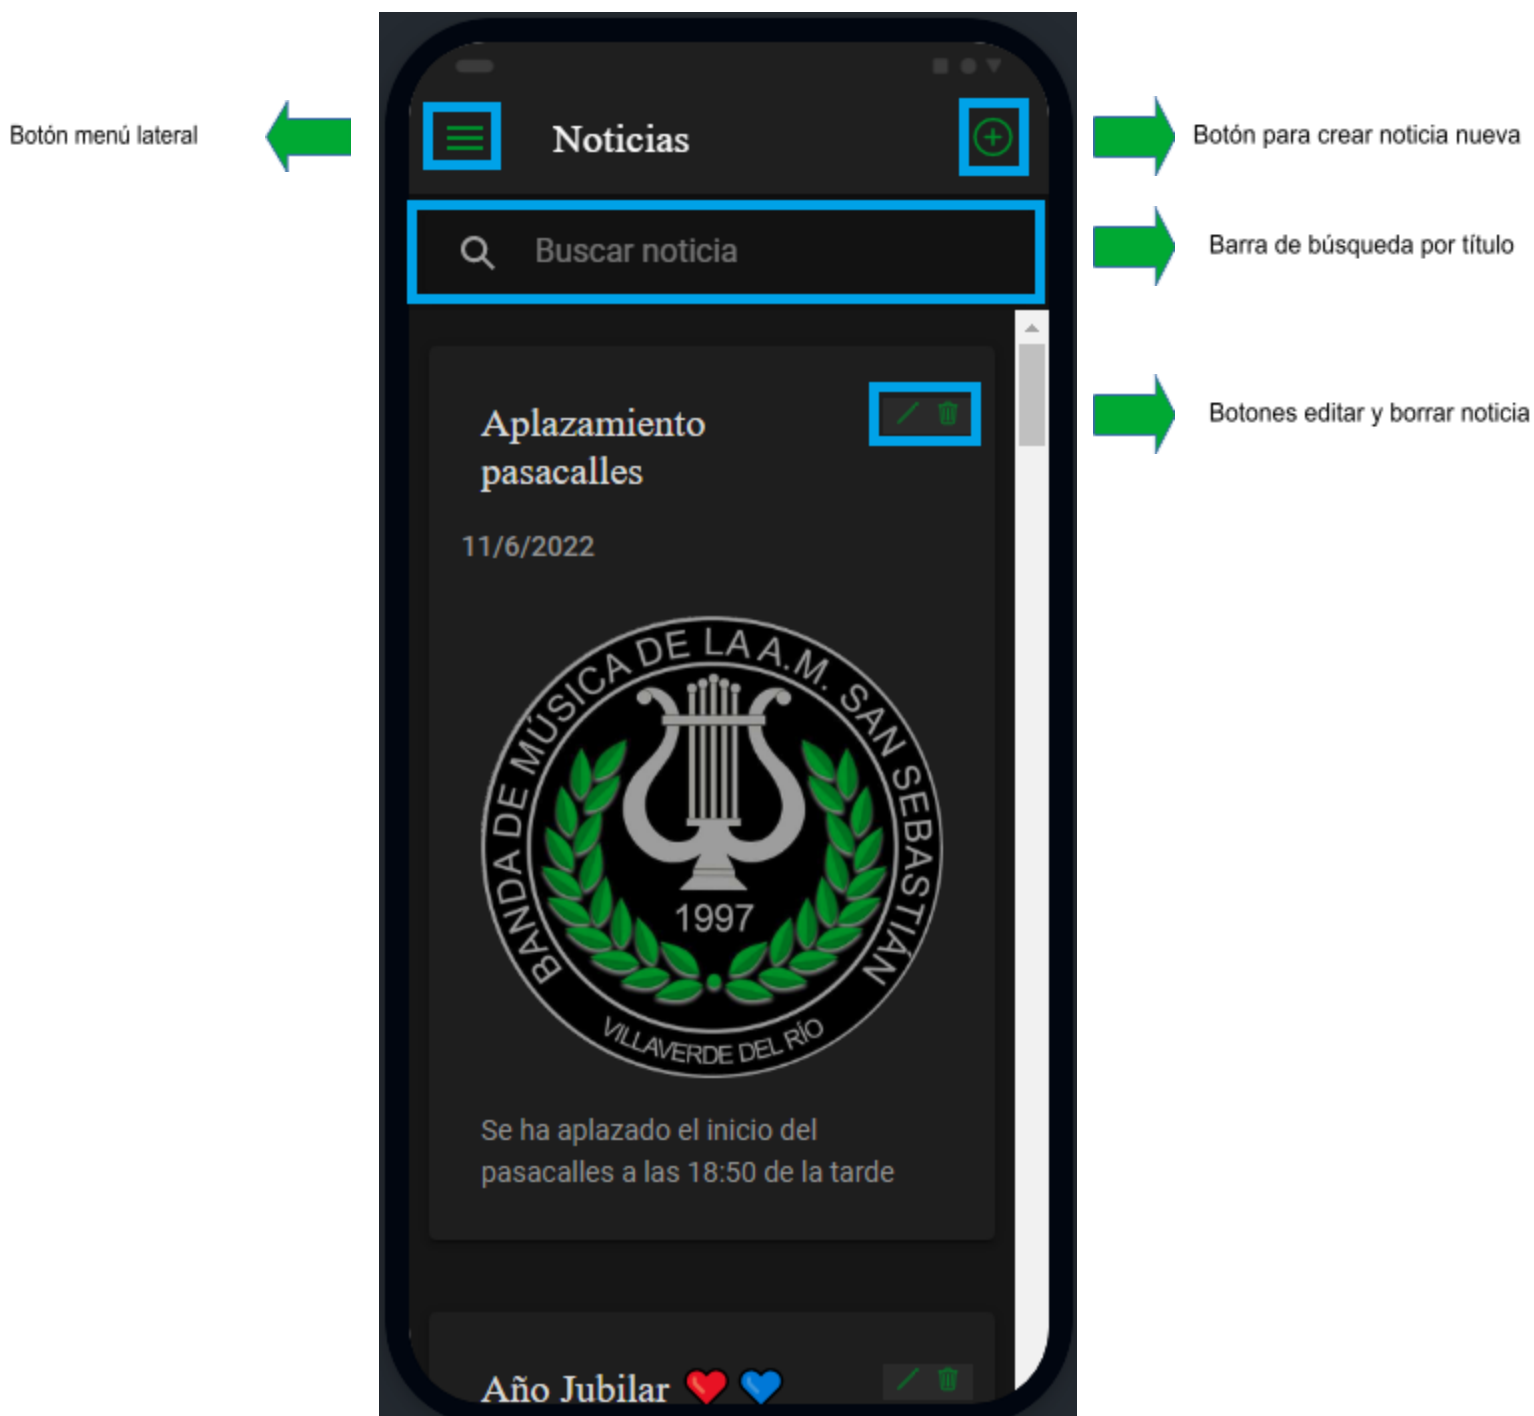 Botón menú lateral
Noticias
Botón para crear noticia nueva
Buscar noticia
Barra de búsqueda por título
Aplazamiento
pasacalles
Botones editar y borrar noticia
11/6/2022
BANDA DE MÚSICA DE LA A.M. SAN SEBASTIÁN
1997
VILLAVERDE DEL RÍO
Se ha aplazado el inicio del
pasacalles a las 18:50 de la tarde
Año Jubilar ❤️ 💙